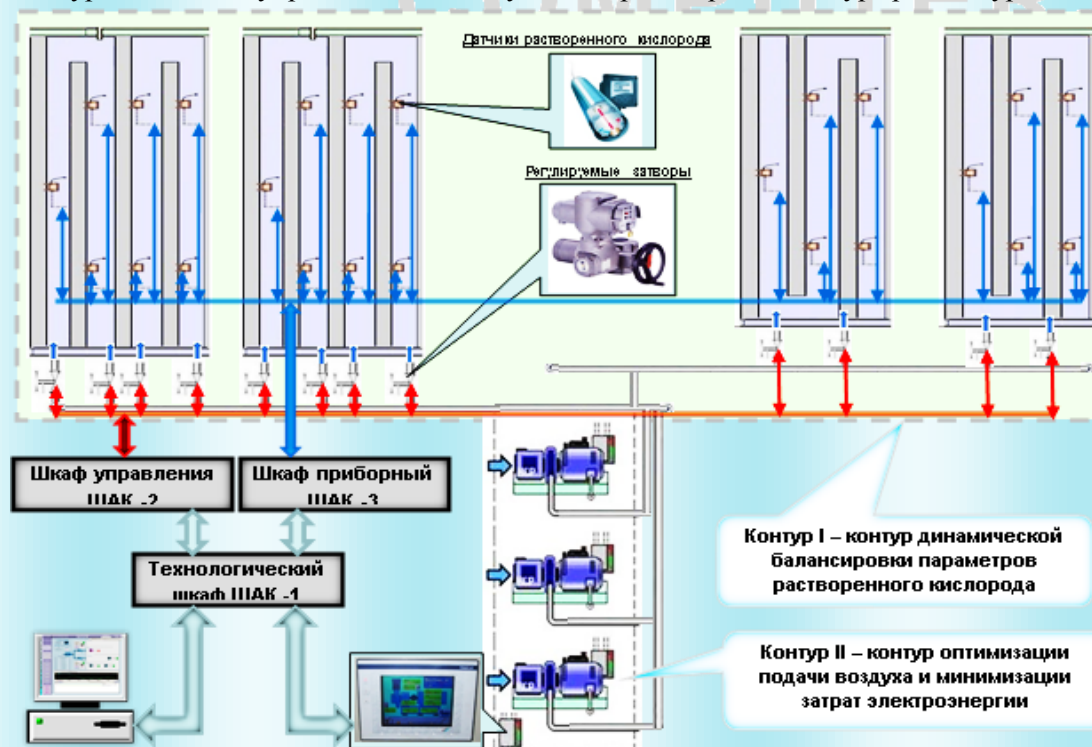 Датчики растворенного кислорода
Регулируемые затворы
Шкаф управления
ШАК -2
Шкаф приборный
ШАК -3
Технологический
шкаф ШАК -1
Контур I – контур динамической
балансировки параметров
растворенного кислорода
Контур II – контур оптимизации
подачи воздуха и минимизации
затрат электроэнергии